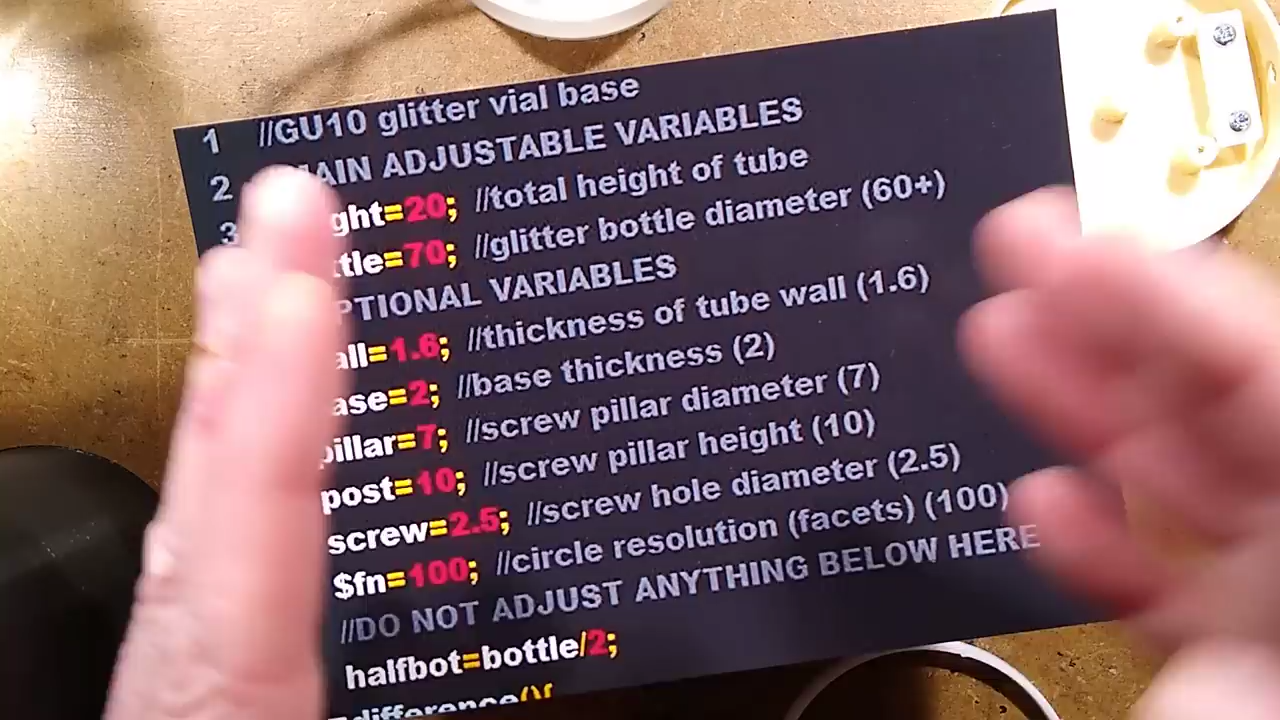 1 //GU10 glitter vial base
2 AIN ADJUSTABLE VARIABLES
3 ght=20; //total height of tube
tle=70; //glitter bottle diameter (60+)
PTIONAL VARIABLES
all=1.6; //thickness of tube wall (1.6)
ase=2; //base thickness (2)
pillar=7; //screw pillar diameter (7)
post=10; //screw pillar height (10)
screw=2.5; //screw hole diameter (2.5)
$fn=100; //circle resolution (facets) (100)
//DO NOT ADJUST ANYTHING BELOW HERE
halfbot=bottle/2;
difference(){